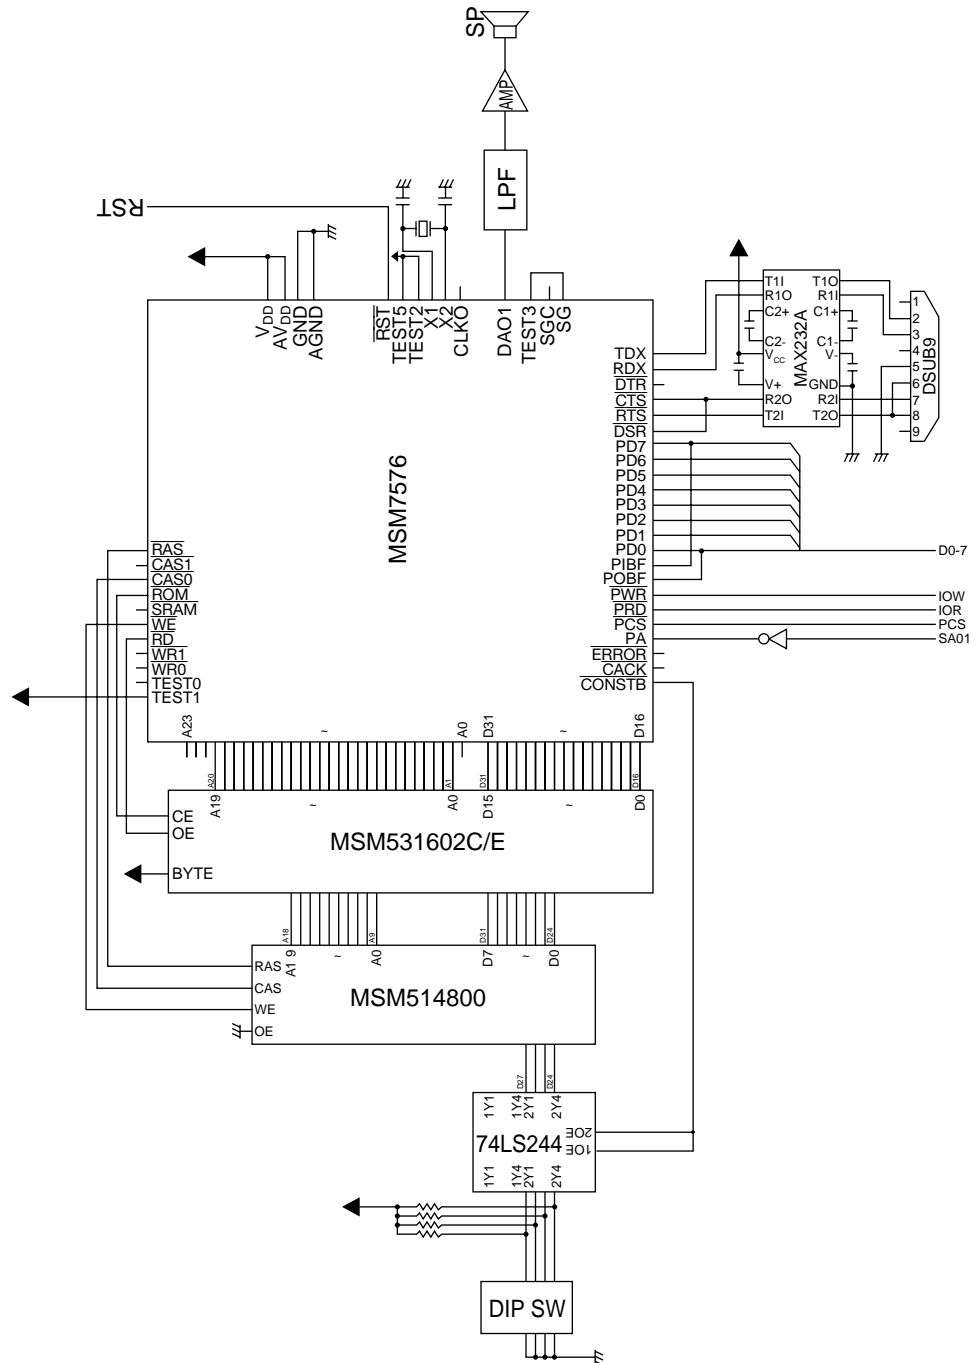 SP
AMP
LPF
RST
VDD
AVDD
GND
AGND
RST
TEST5
TEST2
X1
X2
CLKO
DAO1
TEST3
SGC
SG
MSM7576
TDX
RDX
DTR
CTS
RTS
DSR
PD7
PD6
PD5
PD4
PD3
PD2
PD1
PD0
PIBF
POBF
PWR
PRD
PCS
PA
ERROR
CACK
CONSTB
T1I
R1O
C2+
C2-
VCC
V+
R2O
T2I
MAX232A
T1O
R1I
C1+
C1-
V-
GND
R2I
T2O
1
2
3
4
5
6
7
8
9
DSUB9
D0-7
IOW
IOR
PCS
SA01
RAS
CAS1
CAS0
ROM
SRAM
WE
RD
WR1
WR0
TEST0
TEST1
A23
~
A0
D31
~
D16
A20
A1
D31
D16
A19
~
A0
D15
~
D0
CE
OE
BYTE
MSM531602C/E
A18
A9
D31
D24
A1 9
~
A0
D7
~
D0
RAS
CAS
WE
OE
MSM514800
D27
D24
1Y1
1Y4
2Y1
2Y4
74LS244
2OE
1OE
1Y1
1Y4
2Y1
2Y4
DIP SW